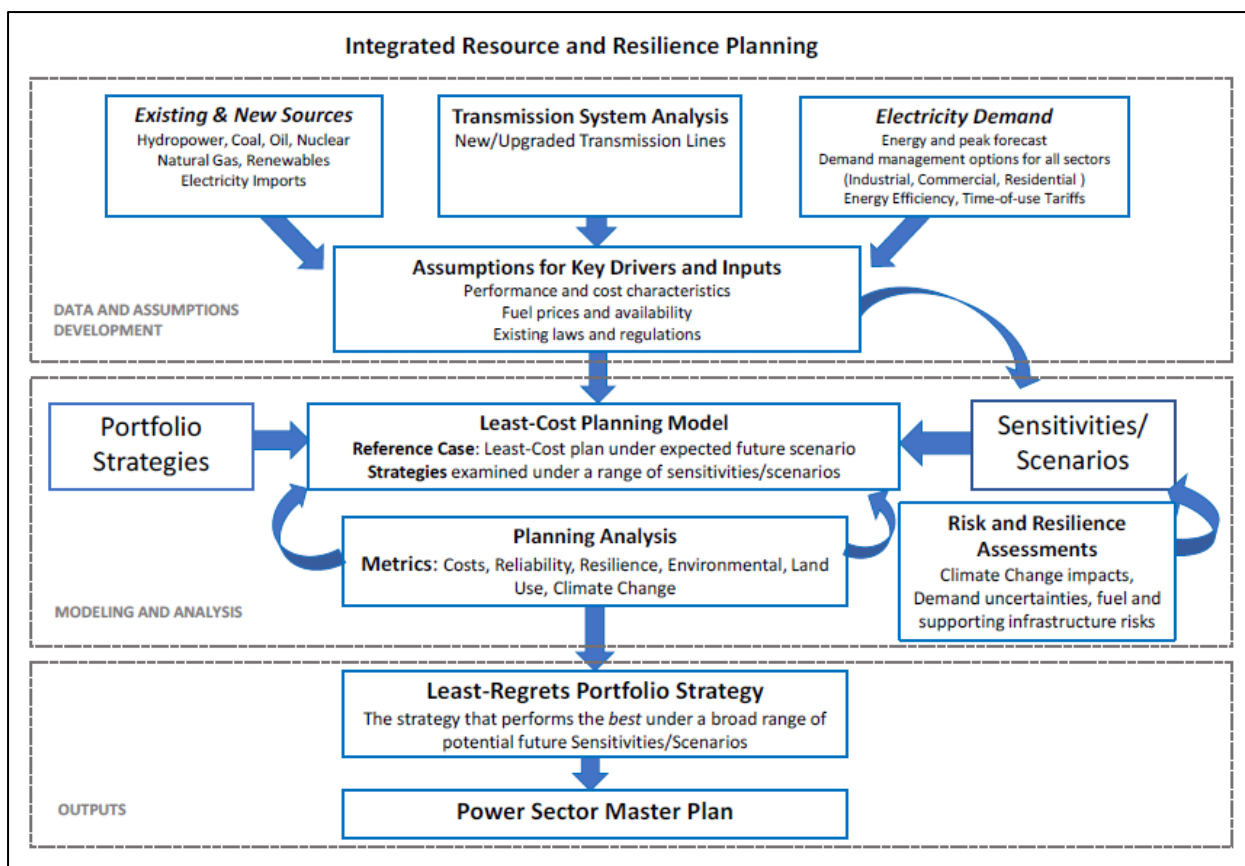 Integrated Resource and Resilience Planning
Existing & New Sources
Hydropower, Coal, Oil, Nuclear
Natural Gas, Renewables
Electricity Imports
Transmission System Analysis
New/Upgraded Transmission Lines
Electricity Demand
Energy and peak forecast
Demand management options for all sectors
(Industrial, Commercial, Residential )
Energy Efficiency, Time-of-use Tariffs
Assumptions for Key Drivers and Inputs
Performance and cost characteristics
Fuel prices and availability
Existing laws and regulations
DATA AND ASSUMPTIONS
DEVELOPMENT
Portfolio
Strategies
Least-Cost Planning Model
Reference Case: Least-Cost plan under expected future scenario
Strategies examined under a range of sensitivities/scenarios
Sensitivities/
Scenarios
Planning Analysis
Metrics: Costs, Reliability, Resilience, Environmental, Land
Use, Climate Change
Risk and Resilience
Assessments
Climate Change impacts,
Demand uncertainties, fuel and
supporting infrastructure risks
MODELING AND ANALYSIS
Least-Regrets Portfolio Strategy
The strategy that performs the best under a broad range of
potential future Sensitivities/Scenarios
Power Sector Master Plan
OUTPUTS